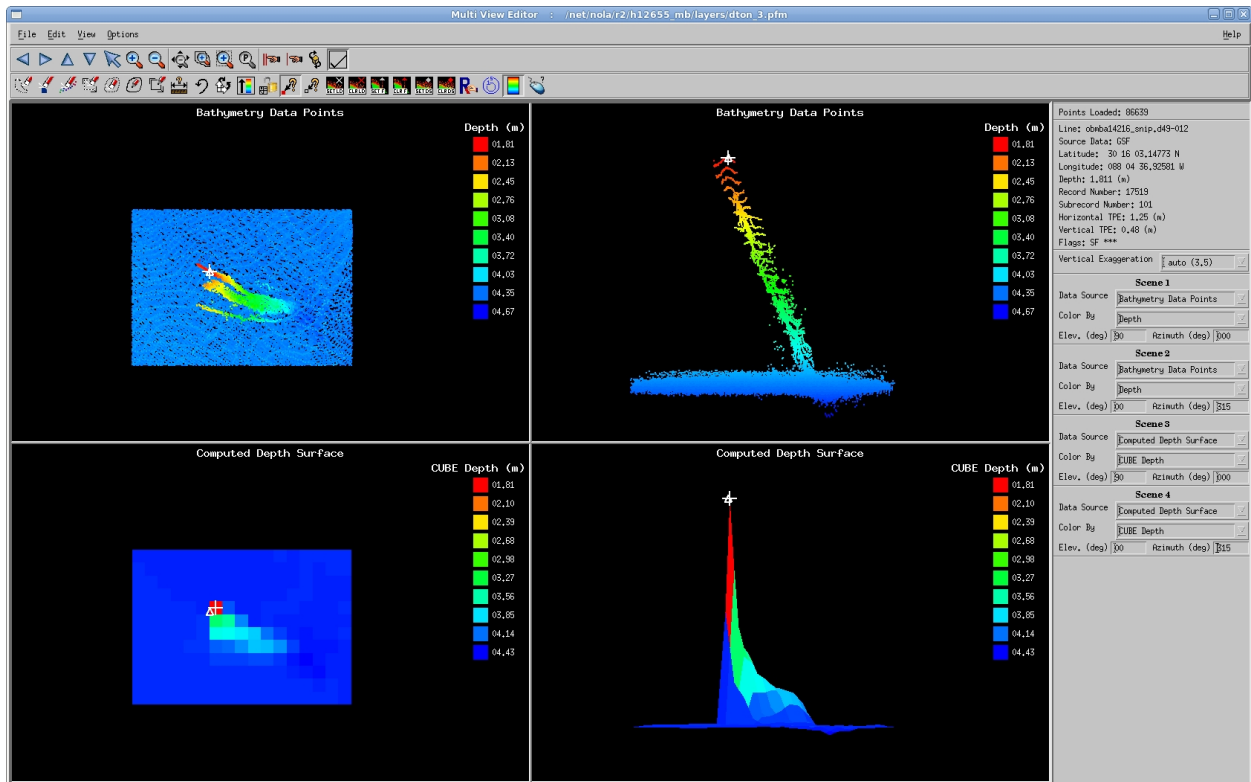 Multi View Editor : /net/nola/r2/h12655_mb/layers/dton_3.pfm
File Edit View Options Help
Bathymetry Data Points
Depth (m)
01.81
02.13
02.45
02.76
03.08
03.40
03.72
04.03
04.35
04.67
Bathymetry Data Points
Depth (m)
01.81
02.13
02.45
02.76
03.08
03.40
03.72
04.03
04.35
04.67
Computed Depth Surface
CUBE Depth (m)
01.81
02.10
02.39
02.68
02.98
03.27
03.56
03.85
04.14
04.43
Computed Depth Surface
CUBE Depth (m)
01.81
02.10
02.39
02.68
02.98
03.27
03.56
03.85
04.14
04.43
Points Loaded: 86639
Line: obmba14216_snip.d49-012
Source Data: GSF
Latitude: 30 16 03.14773 N
Longitude: 088 04 36.92581 W
Depth: 1.811 (m)
Record Number: 17519
Subrecord Number: 101
Horizontal TPE: 1.25 (m)
Vertical TPE: 0.48 (m)
Flags: SF ***
Vertical Exaggeration auto (3.5)
Scene 1
Data Source Bathymetry Data Points
Color By Depth
Elev. (deg) 90 Azimuth (deg) 000
Scene 2
Data Source Bathymetry Data Points
Color By Depth
Elev. (deg) 00 Azimuth (deg) 315
Scene 3
Data Source Computed Depth Surface
Color By CUBE Depth
Elev. (deg) 90 Azimuth (deg) 000
Scene 4
Data Source Computed Depth Surface
Color By CUBE Depth
Elev. (deg) 00 Azimuth (deg) 315